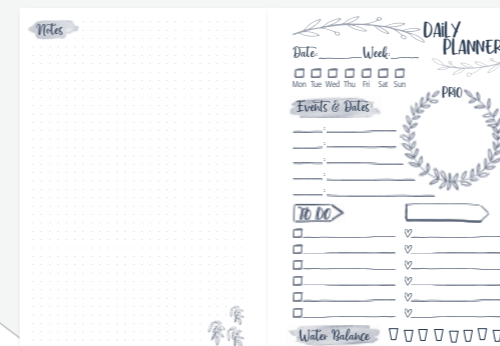 Notes
DAILY
PLANNER
Date: Week:
Mon Tue Wed Thu Fri Sat Sun
PRIO
Events & Dates
TO DO
Water Balance